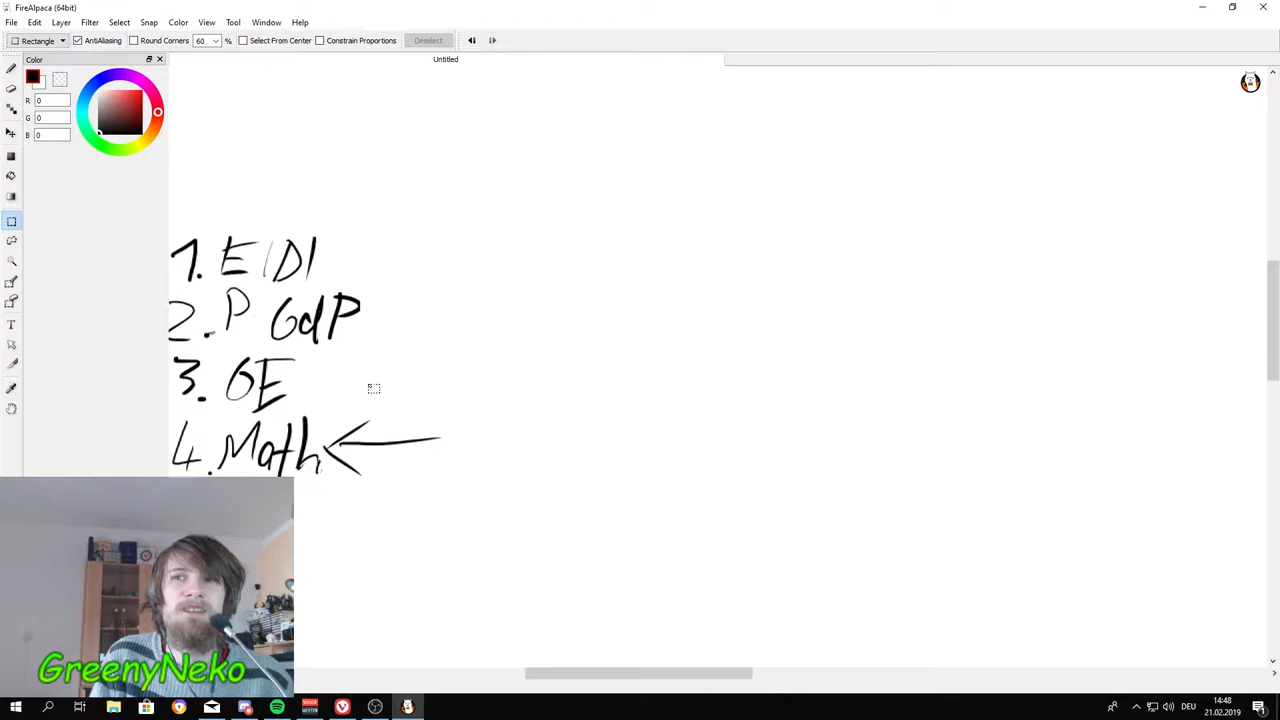 FireAlpaca (64bit)
File Edit Layer Filter Select Snap Color View Tool Window Help
Rectangle AntiAliasing Round Corners 60 % Select From Center Constrain Proportions Deselect
Color
Untitled
R 0
G 0
B 0
1. EIDI
2. P GdP
3. GE
4. Math
GreenyNeko
DEU
14:48
21.02.2019